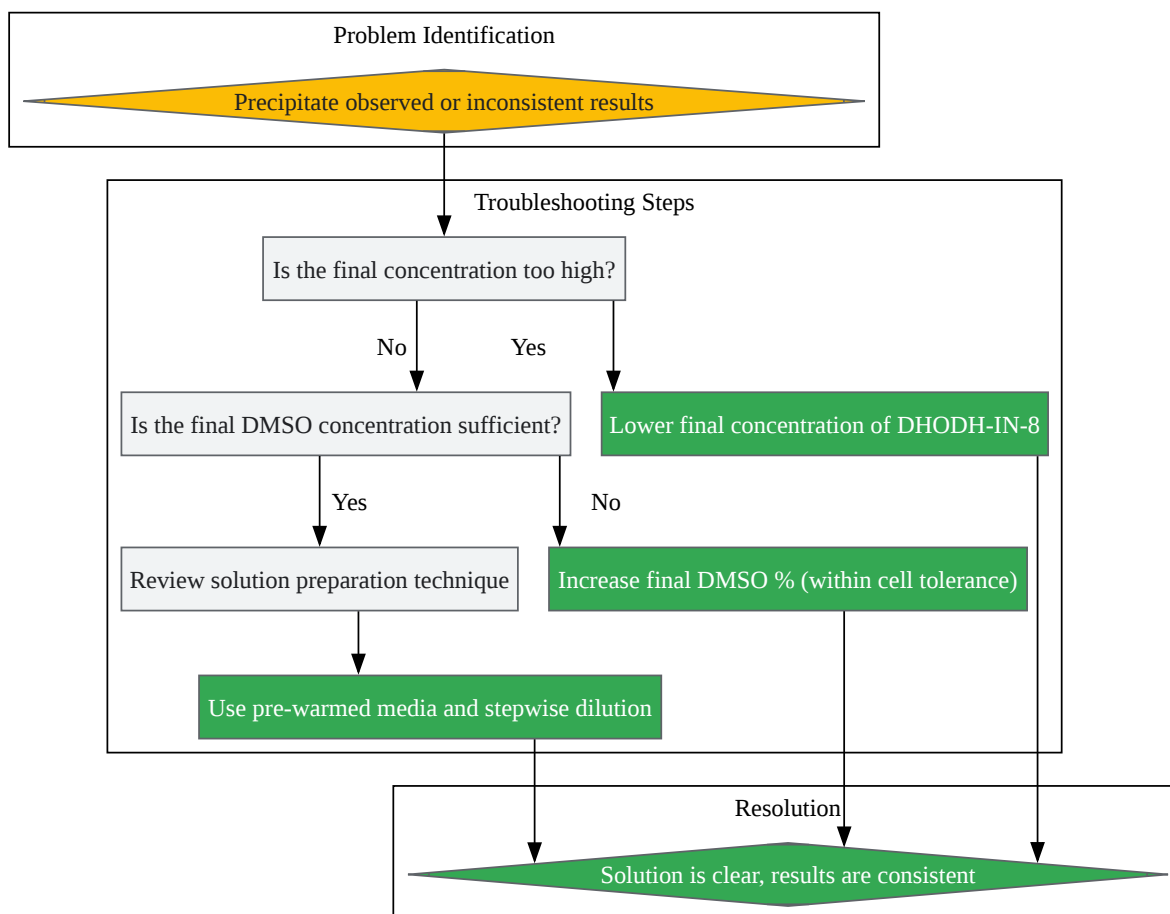 Problem Identification
Precipitate observed or inconsistent results
Troubleshooting Steps
Is the final concentration too high?
No
Yes
Is the final DMSO concentration sufficient?
Lower final concentration of DHODH-IN-8
Yes
No
Review solution preparation technique
Increase final DMSO % (within cell tolerance)
Use pre-warmed media and stepwise dilution
Resolution
Solution is clear, results are consistent